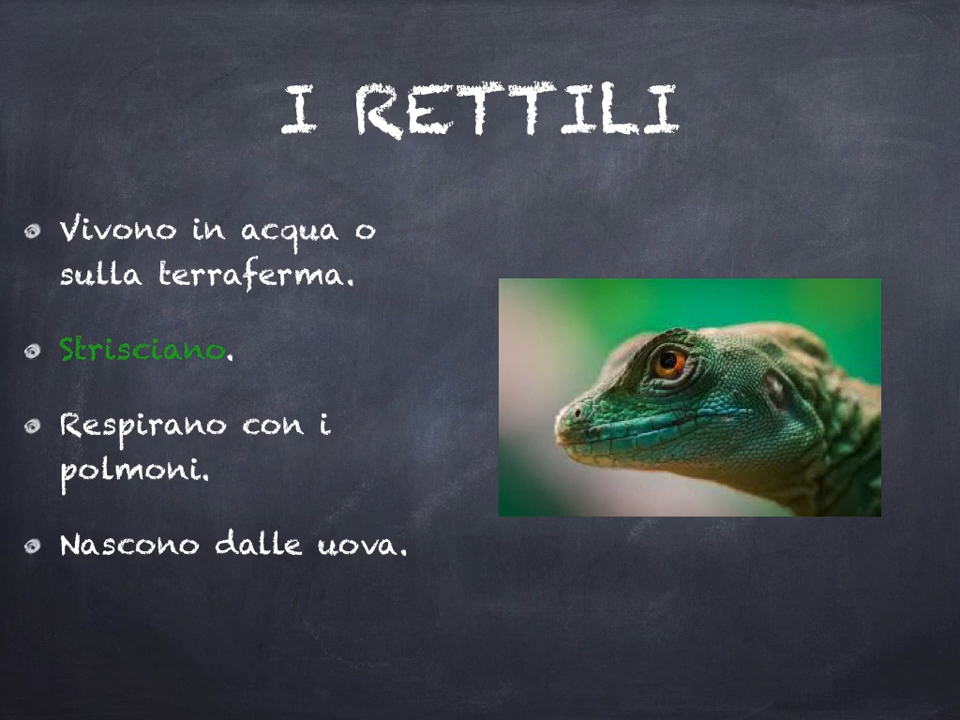 I RETTILI
Vivono in acqua o
sulla terraferma.
Strisciano.
Respirano con i
polmoni.
Nascono dalle uova.